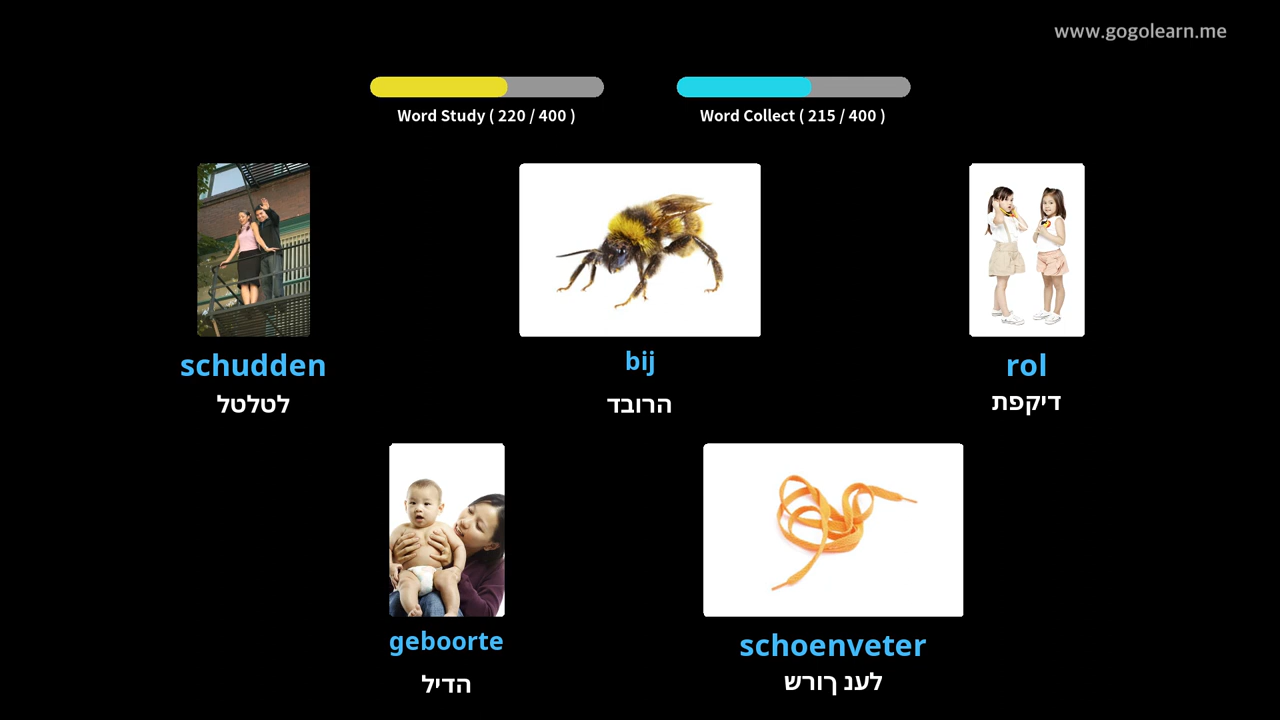 www.gogolearn.me
Word Study ( 220 / 400 )
Word Collect ( 215 / 400 )
schudden
לטלטל
bij
הרובד
rol
דיקפת
geboorte
הדיל
schoenveter
לענ ךורש